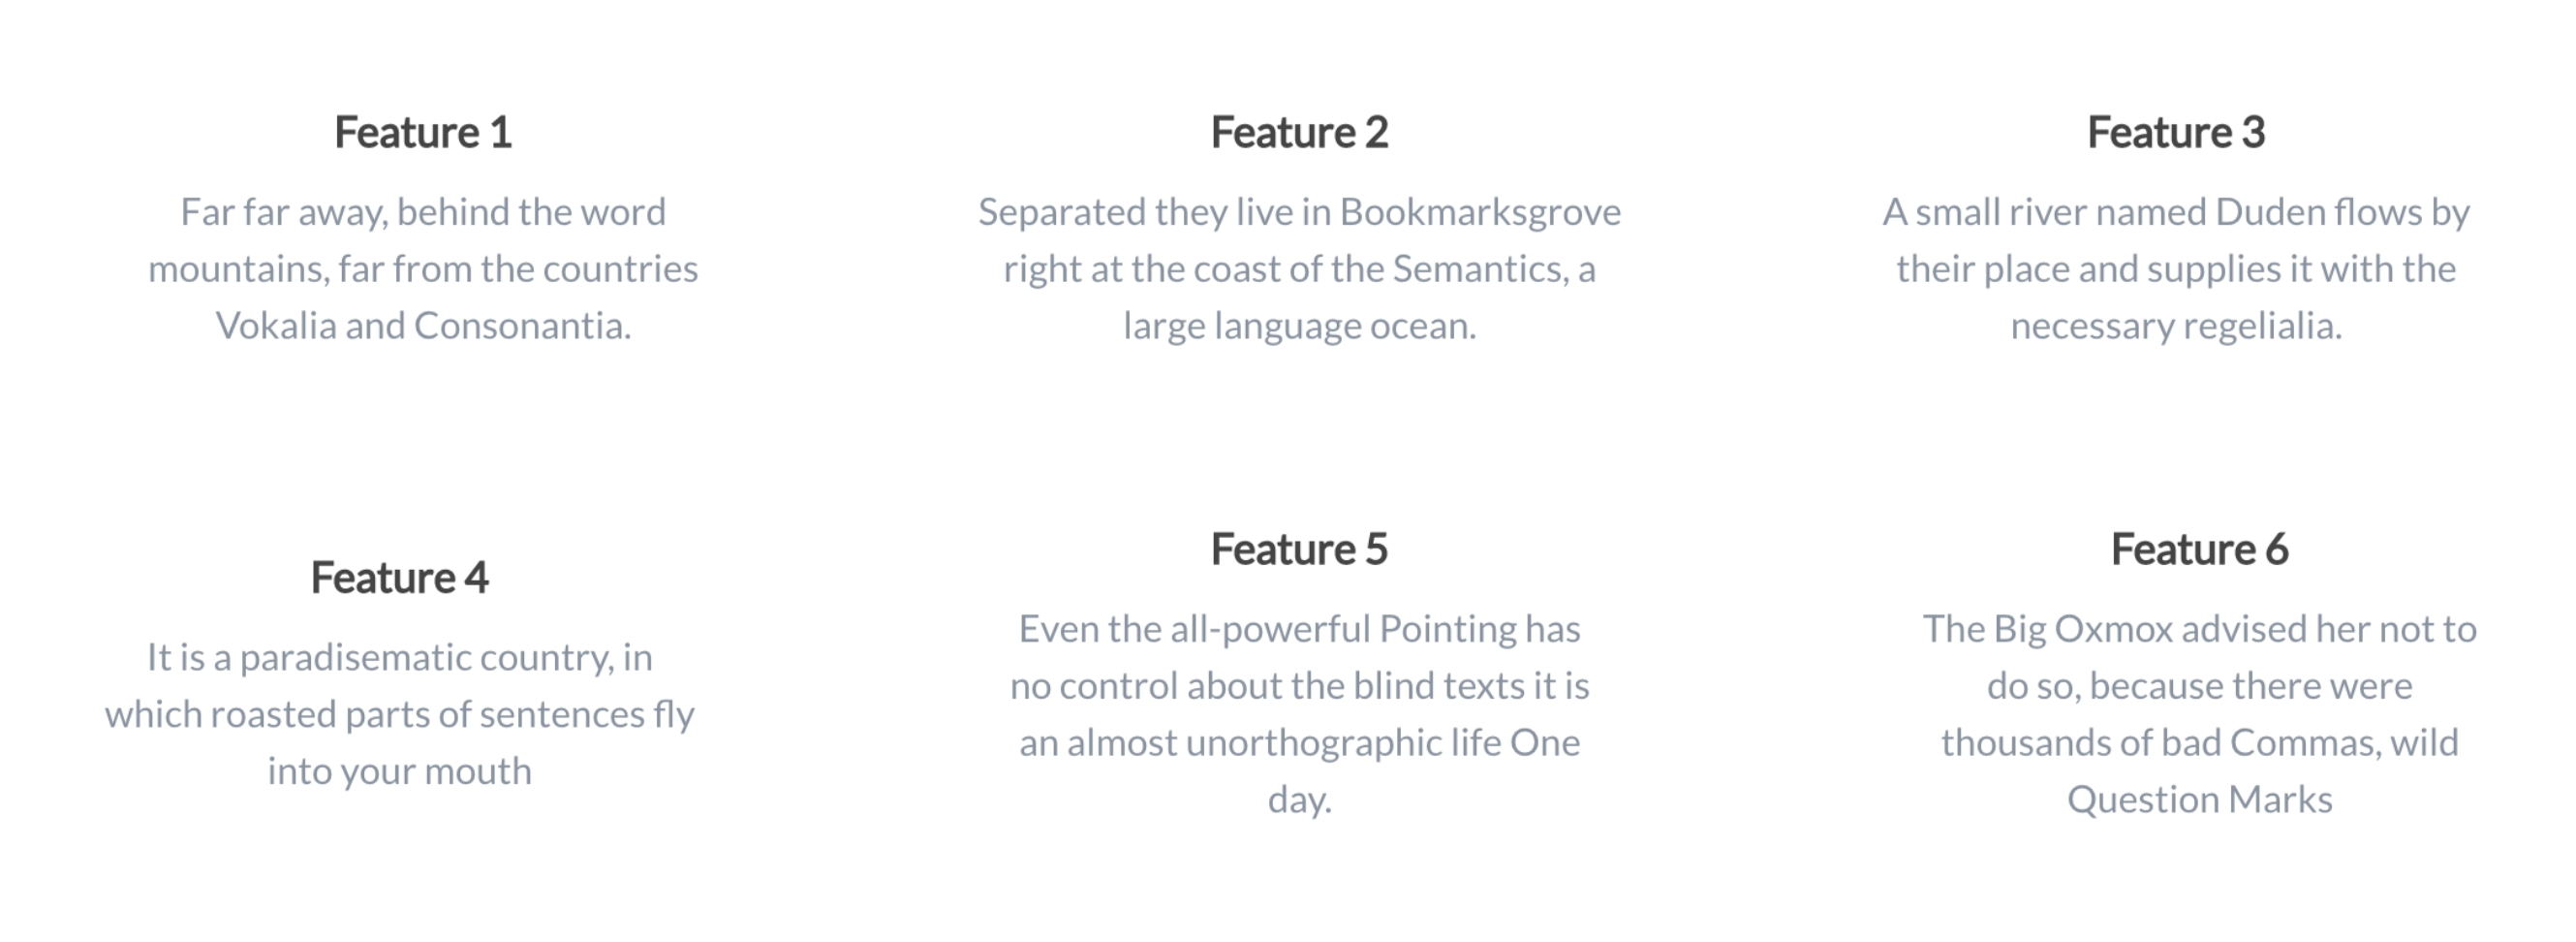 Feature 1
Far far away, behind the word
mountains, far from the countries
Vokalia and Consonantia.
Feature 2
Separated they live in Bookmarksgrove
right at the coast of the Semantics, a
large language ocean.
Feature 3
A small river named Duden flows by
their place and supplies it with the
necessary regelialia.
Feature 4
It is a paradisematic country, in
which roasted parts of sentences fly
into your mouth
Feature 5
Even the all-powerful Pointing has
no control about the blind texts it is
an almost unorthographic life One
day.
Feature 6
The Big Oxmox advised her not to
do so, because there were
thousands of bad Commas, wild
Question Marks